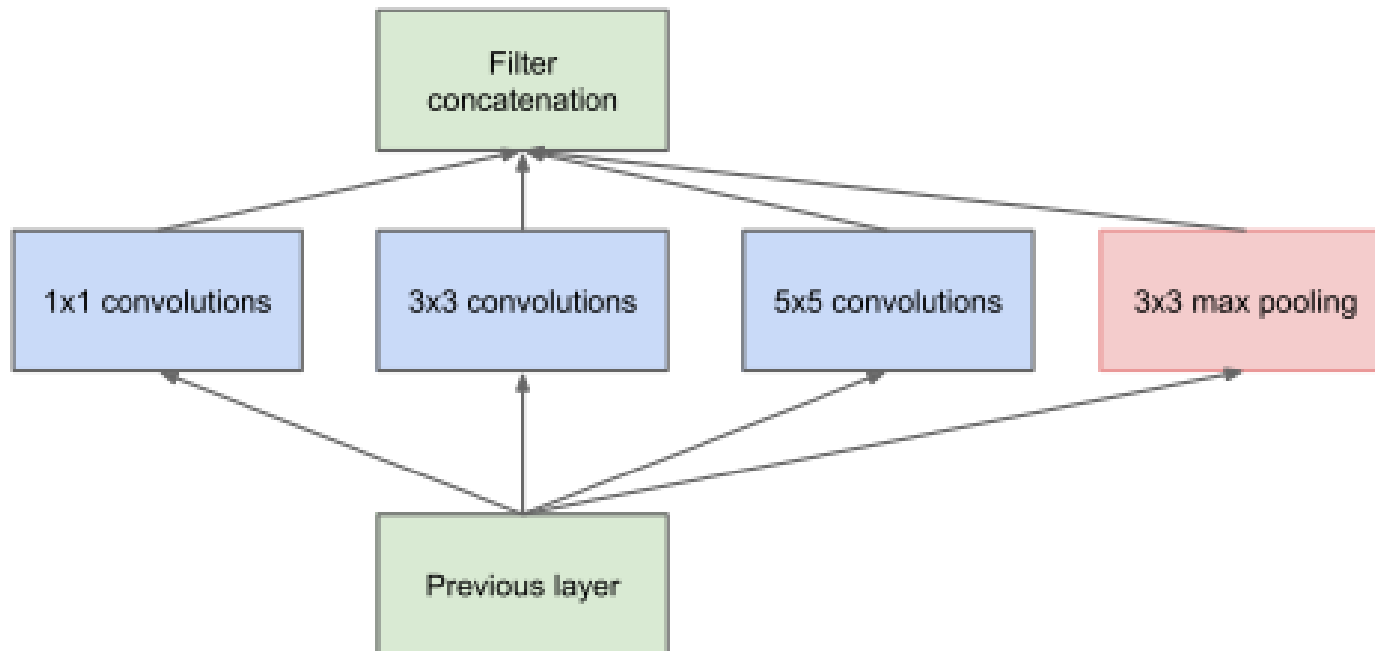 Filter
concatenation
1x1 convolutions
3x3 convolutions
5x5 convolutions
3x3 max pooling
Previous layer